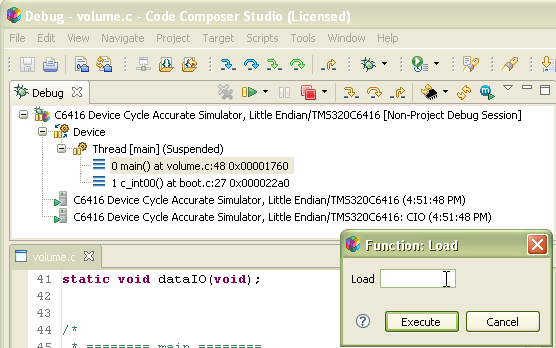 Debug - volume.c - Code Composer Studio (Licensed)
File Edit View Navigate Project Target Scripts Tools Window Help
Debug
C6416 Device Cycle Accurate Simulator, Little Endian/TMS320C6416 [Non-Project Debug Session]
Device
Thread [main] (Suspended)
0 main() at volume.c:48 0x00001760
1 c_int00() at boot.c:27 0x000022a0
C6416 Device Cycle Accurate Simulator, Little Endian/TMS320C6416 (4:51:48 PM)
C6416 Device Cycle Accurate Simulator, Little Endian/TMS320C6416: CIO (4:51:48 PM)
Function: Load
Load
Execute
Cancel
volume.c
41 static void dataIO(void);
42
43
44 /*
45 * ======== main ========